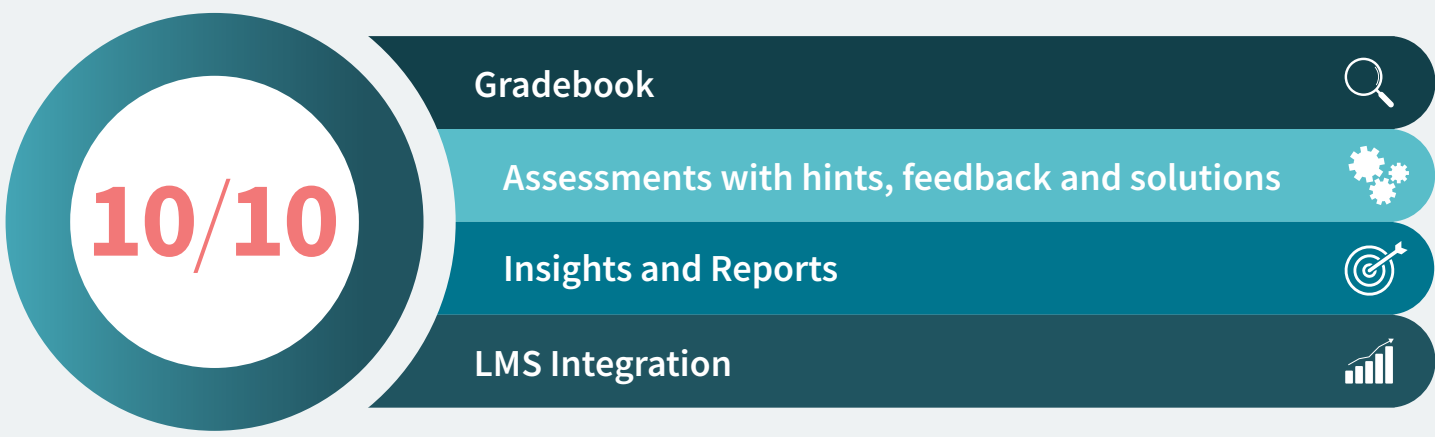 10/10
Gradebook
Assessments with hints, feedback and solutions
Insights and Reports
LMS Integration